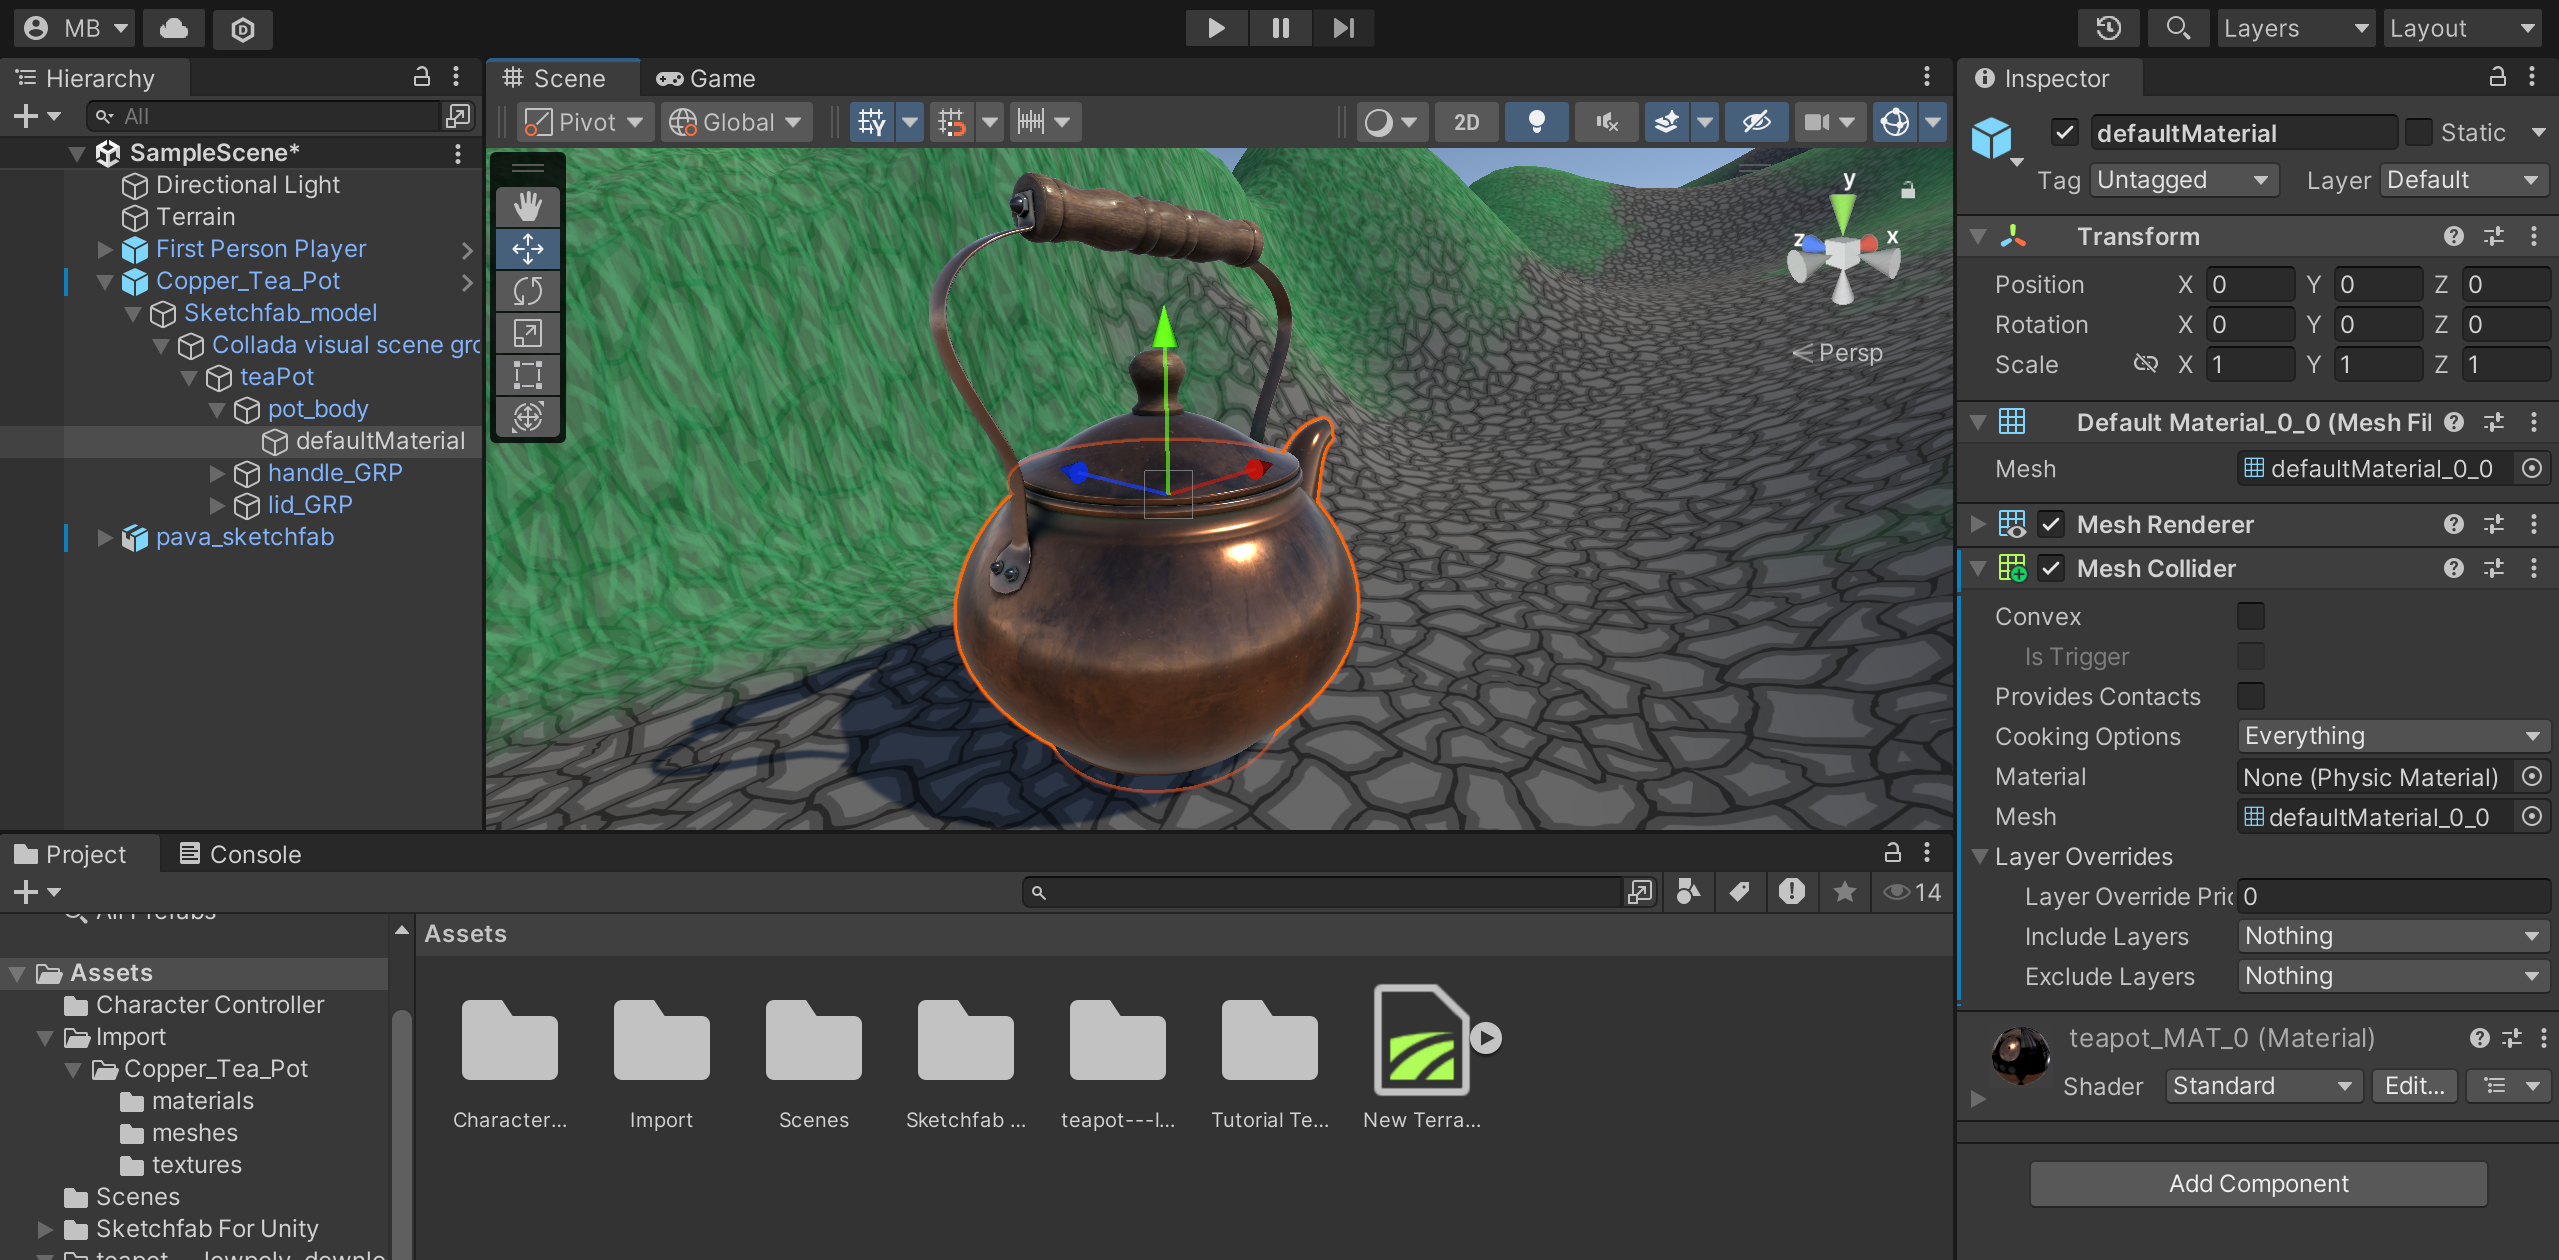 MB
Layers
Layout
Hierarchy
All
SampleScene*
Directional Light
Terrain
First Person Player
Copper_Tea_Pot
Sketchfab_model
Collada visual scene gro
teaPot
pot_body
defaultMaterial
handle_GRP
lid_GRP
pava_sketchfab
Scene
Game
Pivot
Global
2D
y
z
x
Persp
Inspector
defaultMaterial
Static
Tag
Untagged
Layer
Default
Transform
Position X 0 Y 0 Z 0
Rotation X 0 Y 0 Z 0
Scale X 1 Y 1 Z 1
Default Material_0_0 (Mesh Fil
Mesh
defaultMaterial_0_0
Mesh Renderer
Mesh Collider
Convex
Is Trigger
Provides Contacts
Cooking Options
Everything
Material
None (Physic Material)
Mesh
defaultMaterial_0_0
Layer Overrides
Layer Override Pric
0
Include Layers
Nothing
Exclude Layers
Nothing
teapot_MAT_0 (Material)
Shader
Standard
Edit...
Add Component
Project
Console
14
All Prefabs
Assets
Character Controller
Import
Copper_Tea_Pot
materials
meshes
textures
Scenes
Sketchfab For Unity
Assets
Character...
Import
Scenes
Sketchfab ...
teapot---l...
Tutorial Te...
New Terra...